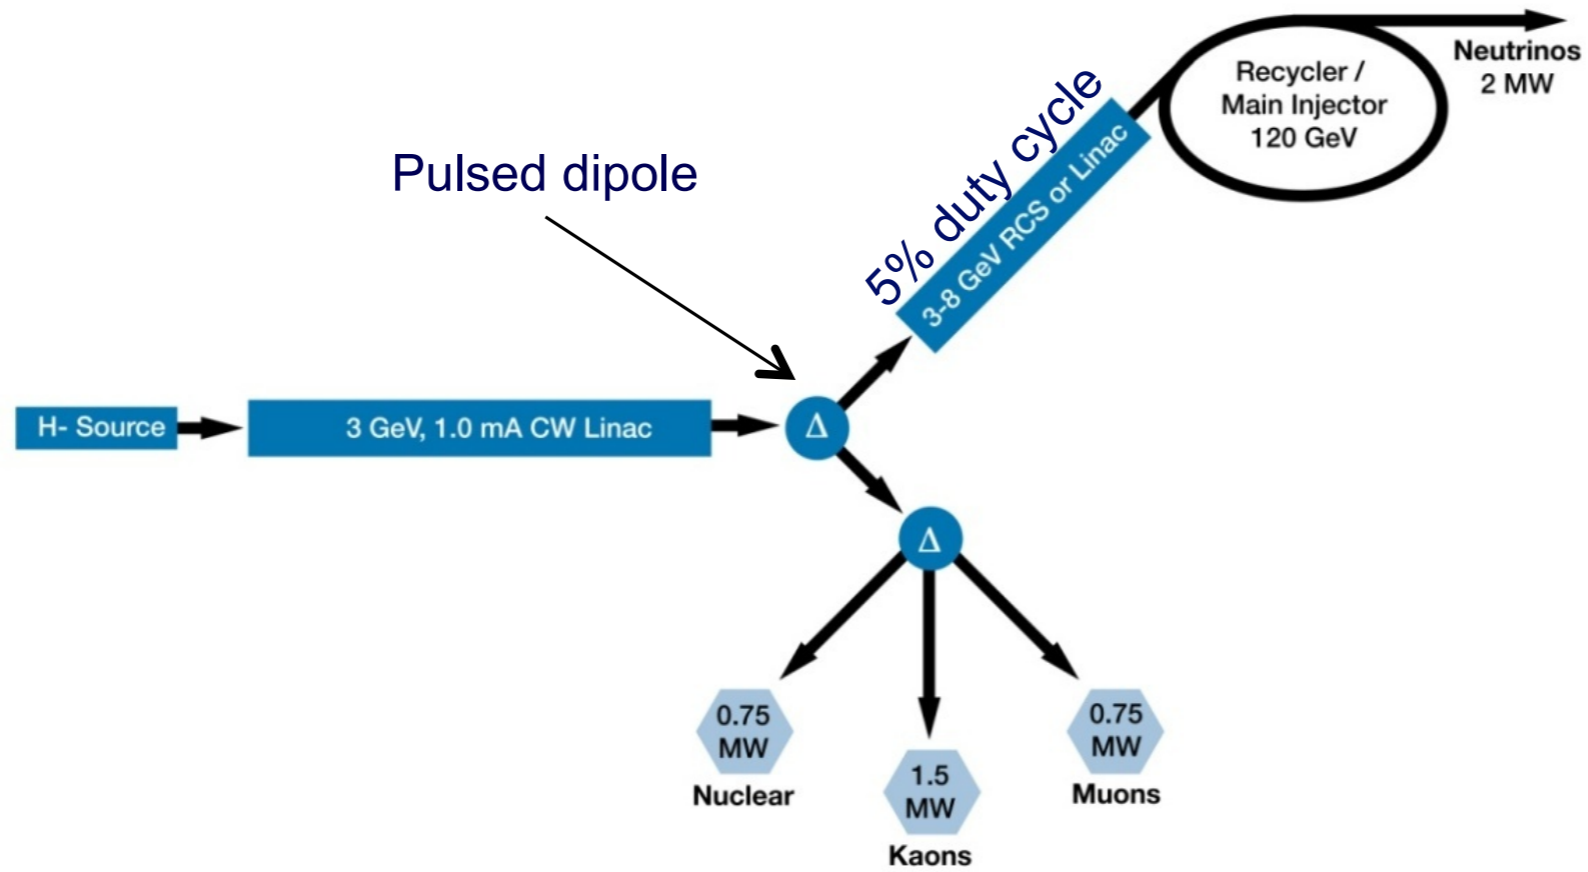 Neutrinos
2 MW
Recycler /
Main Injector
120 GeV
5% duty cycle
3-8 GeV RCS or Linac
Pulsed dipole
H- Source
3 GeV, 1.0 mA CW Linac
Δ
Δ
0.75
MW
Nuclear
1.5
MW
Kaons
0.75
MW
Muons